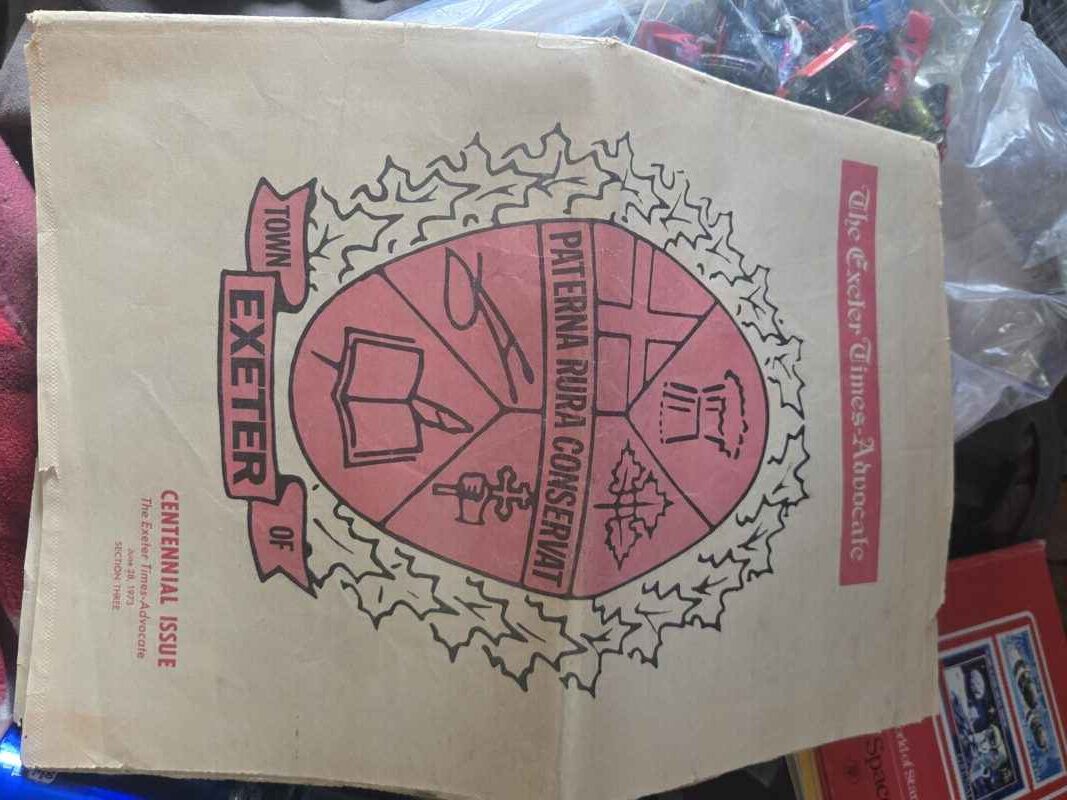 The Exeter Times-Advocate
PATERNA RURA CONSERVAT
TOWN OF
EXETER
CENTENNIAL ISSUE
The Exeter Times-Advocate
June 28, 1973
SECTION THREE
Space